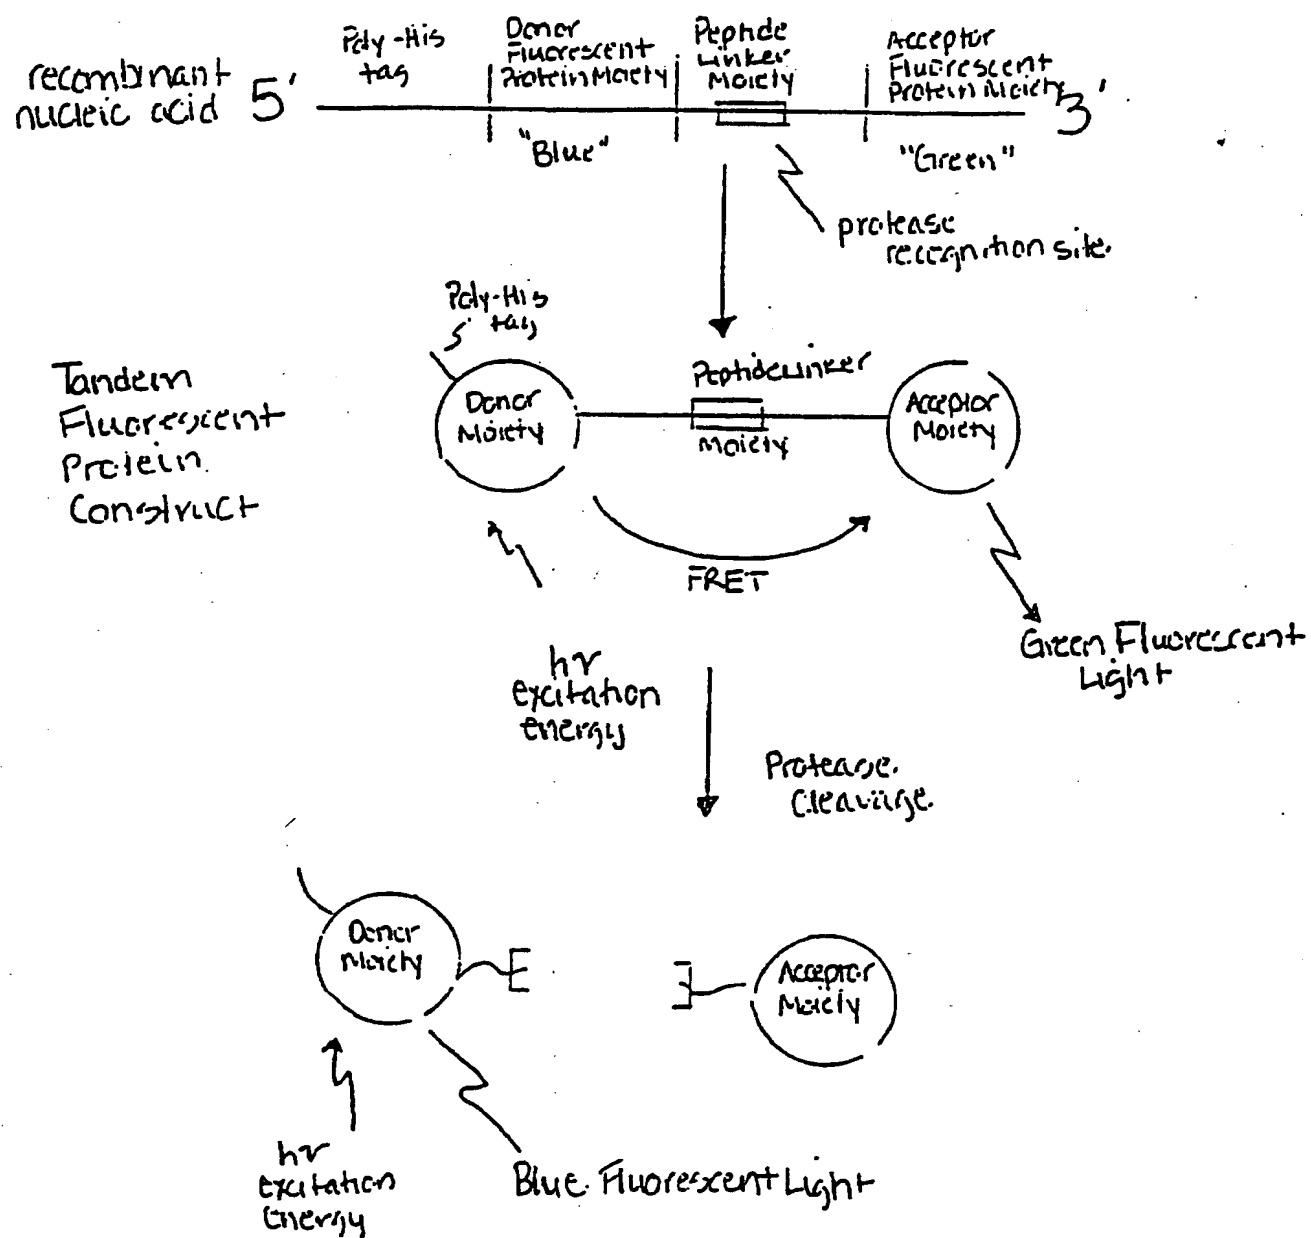 recombinant
nucleic acid
5'
Poly-His
tag
Donor
Fluorescent
Protein Moiety
"Blue"
Peptide
Linker
Moiety
Acceptor
Fluorescent
Protein Moiety
"Green"
3'
protease
recognition site.
Poly-His
tag
Tandem
Fluorescent
Protein
Construct
Donor
Moiety
Peptide Linker
Moiety
Acceptor
Moiety
FRET
hν
excitation
energy
Green Fluorescent
Light
Protease
Cleavage.
Donor
Moiety
Acceptor
Moiety
hν
excitation
Energy
Blue Fluorescent Light